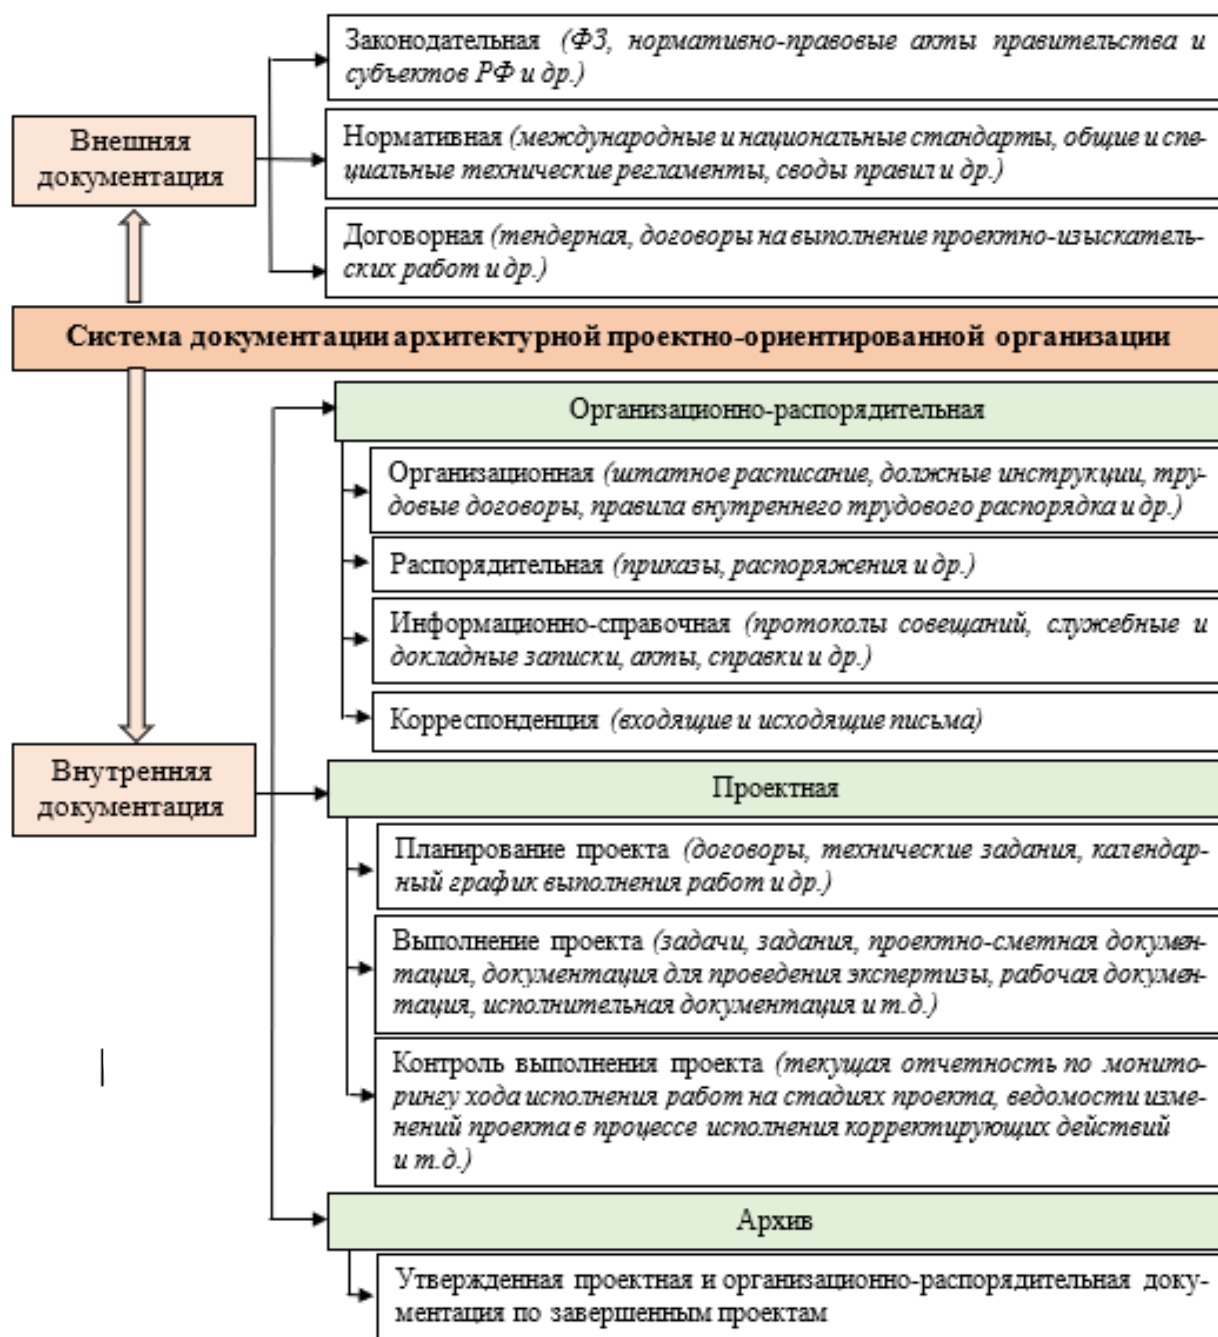 Законодательная (ФЗ, нормативно-правовые акты правительства и
субъектов РФ и др.)
Внешняя
документация
Нормативная (международные и национальные стандарты, общие и спе-
циальные технические регламенты, своды правил и др.)
Договорная (тендерная, договоры на выполнение проектно-изыскатель-
ских работ и др.)
Система документации архитектурной проектно-ориентированной организации
Организационно-распорядительная
Организационная (штатное расписание, должные инструкции, тру-
довые договоры, правила внутреннего трудового распорядка и др.)
Распорядительная (приказы, распоряжения и др.)
Информационно-справочная (протоколы совещаний, служебные и
докладные записки, акты, справки и др.)
Корреспонденция (входящие и исходящие письма)
Внутренняя
документация
Проектная
Планирование проекта (договоры, технические задания, календар-
ный график выполнения работ и др.)
Выполнение проекта (задачи, задания, проектно-сметная докумен-
тация, документация для проведения экспертизы, рабочая докумен-
тация, исполнительная документация и т.д.)
Контроль выполнения проекта (текущая отчетность по монито-
рингу хода исполнения работ на стадиях проекта, ведомости изме-
нений проекта в процессе исполнения корректирующих действий
и т.д.)
Архив
Утвержденная проектная и организационно-распорядительная доку-
ментация по завершенным проектам